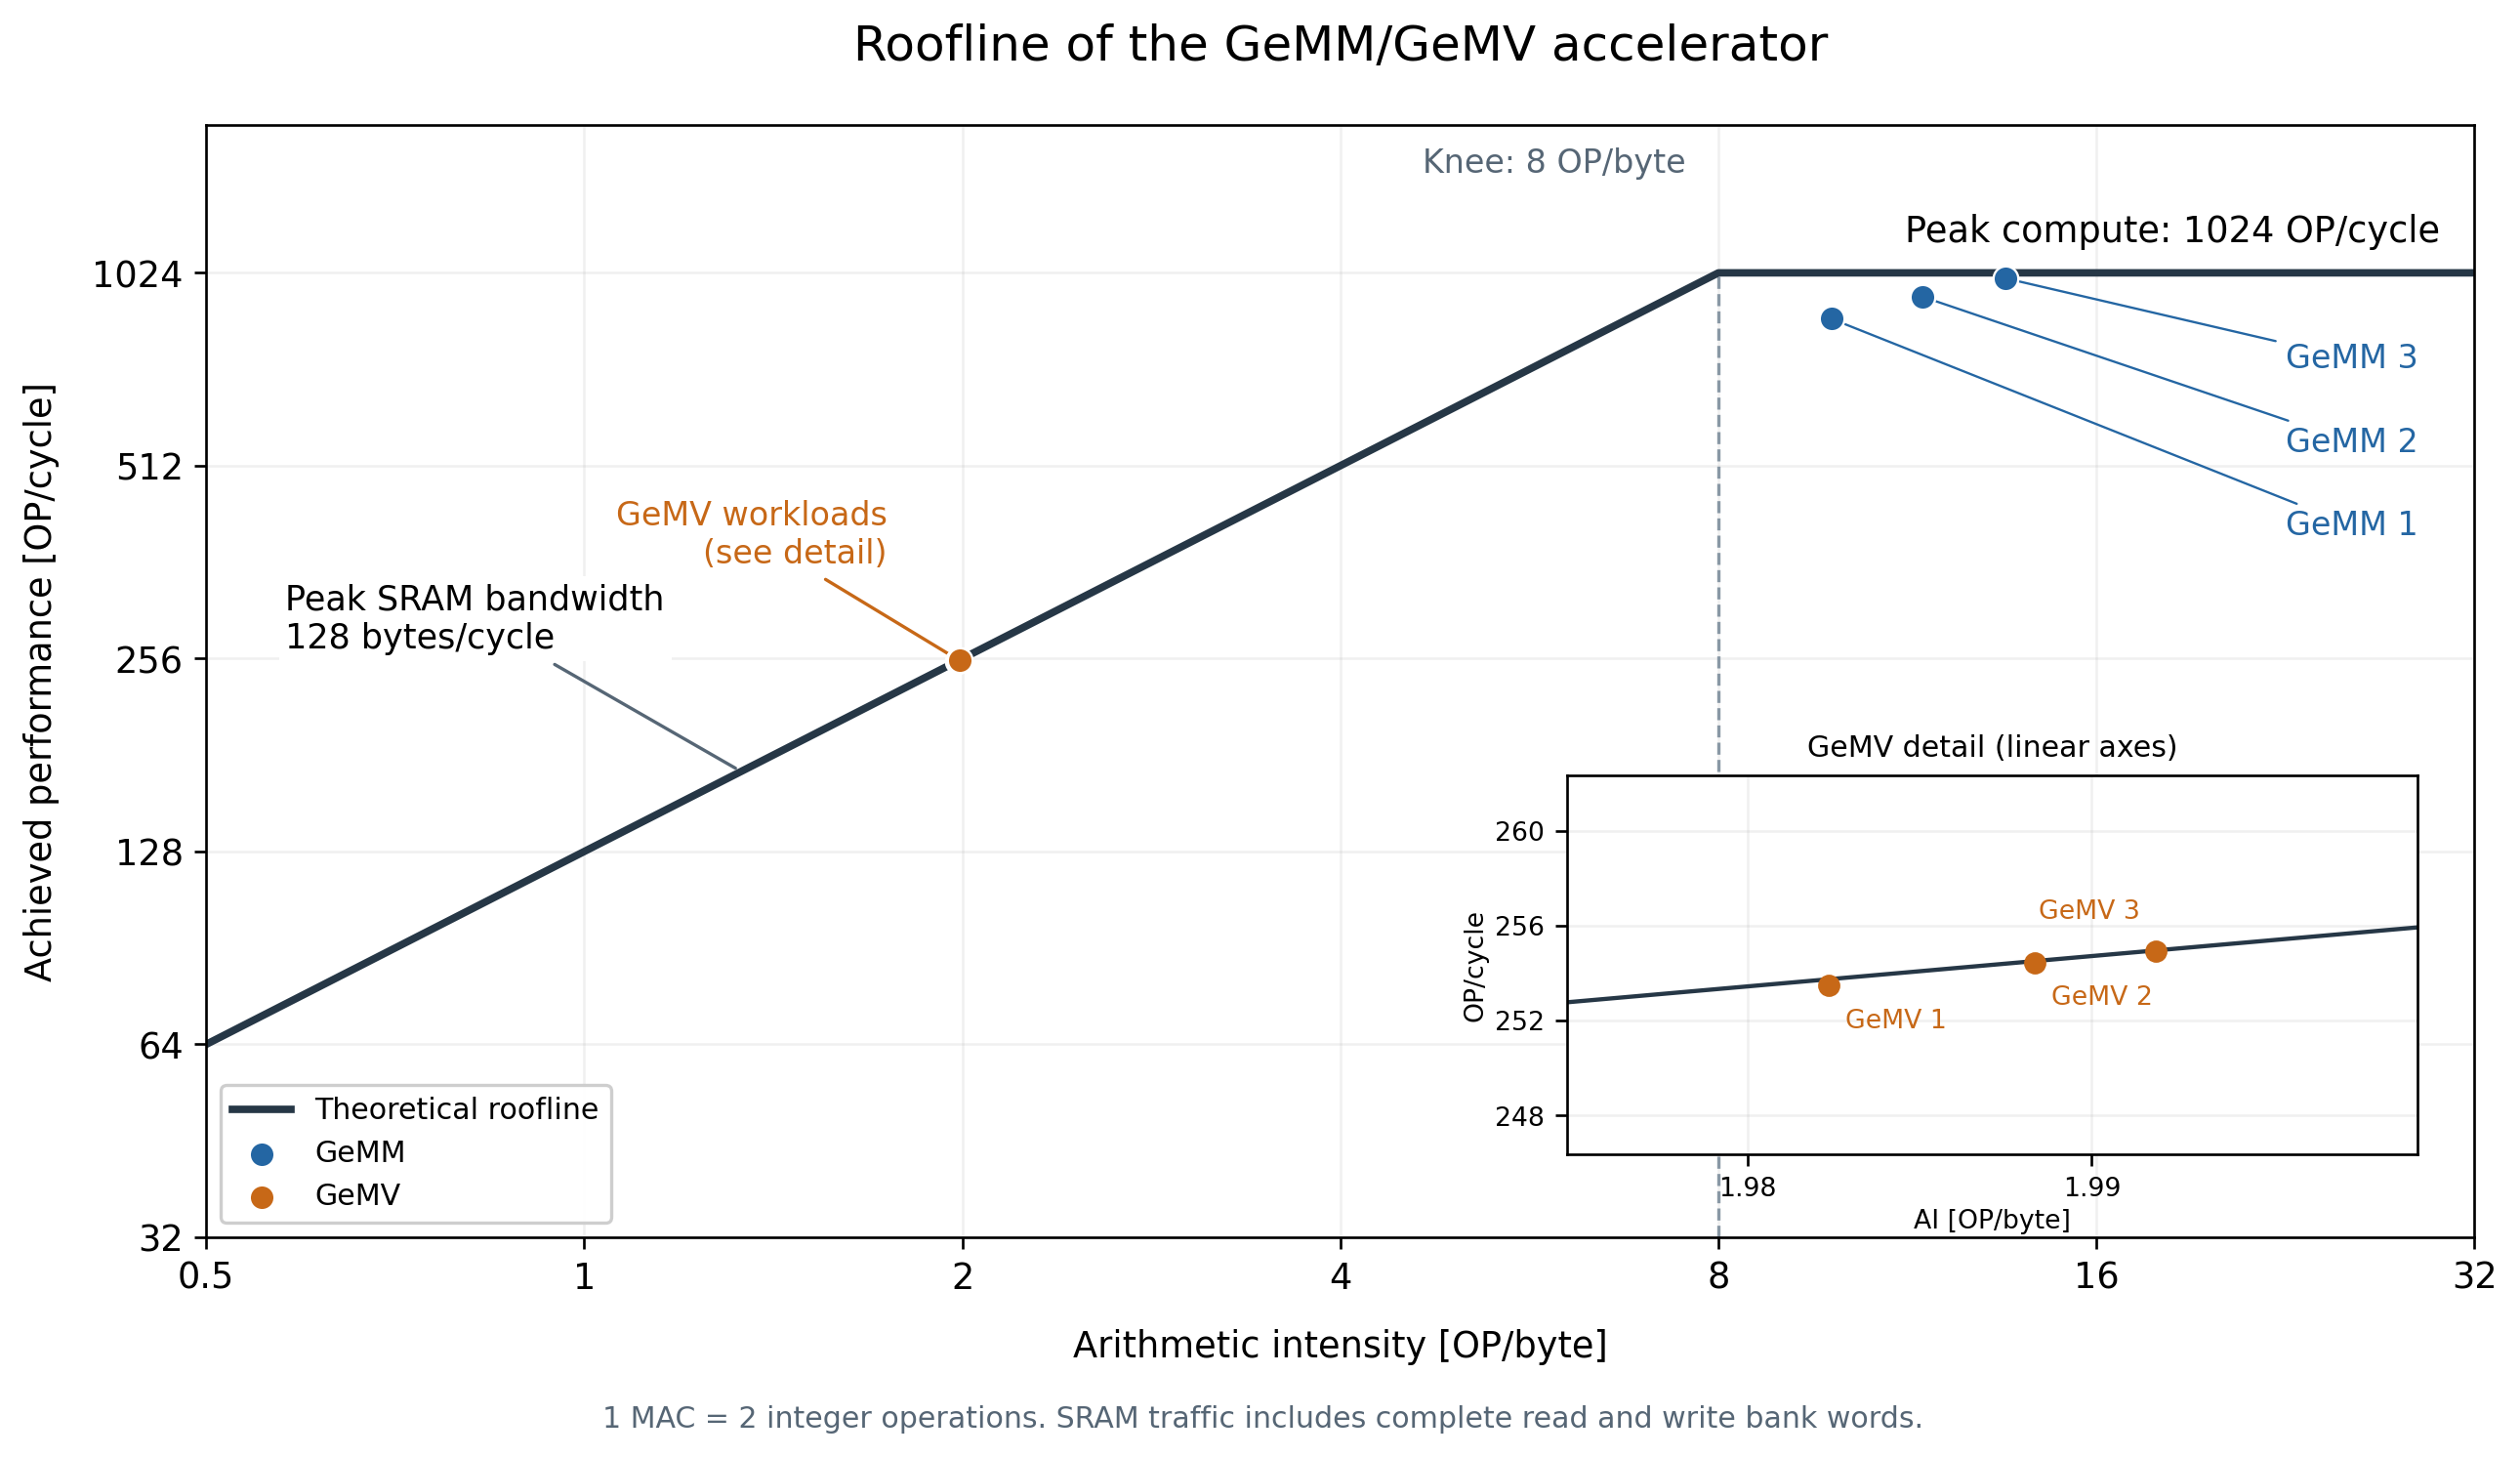 Roofline of the GeMM/GeMV accelerator
Knee: 8 OP/byte
Peak compute: 1024 OP/cycle
GeMM 3
GeMM 2
GeMM 1
GeMV workloads
(see detail)
Peak SRAM bandwidth
128 bytes/cycle
Achieved performance [OP/cycle]
1024
512
256
128
64
32
GeMV detail (linear axes)
OP/cycle
260
256
252
248
GeMV 3
GeMV 2
GeMV 1
1.98
1.99
AI [OP/byte]
Theoretical roofline
GeMM
GeMV
0.5
1
2
4
8
16
32
Arithmetic intensity [OP/byte]
1 MAC = 2 integer operations. SRAM traffic includes complete read and write bank words.